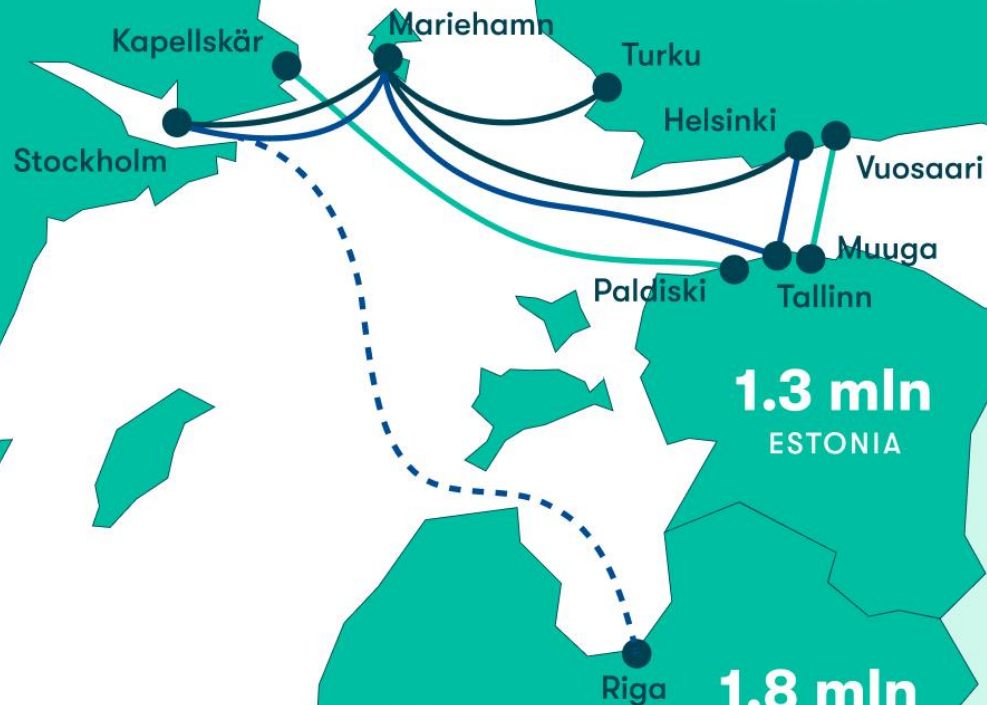 Mariehamn
Kapellskär
Turku
Helsinki
Stockholm
Vuosaari
Muuga
Paldiski
Tallinn
1.3 mln
ESTONIA
Riga
1.8 mln